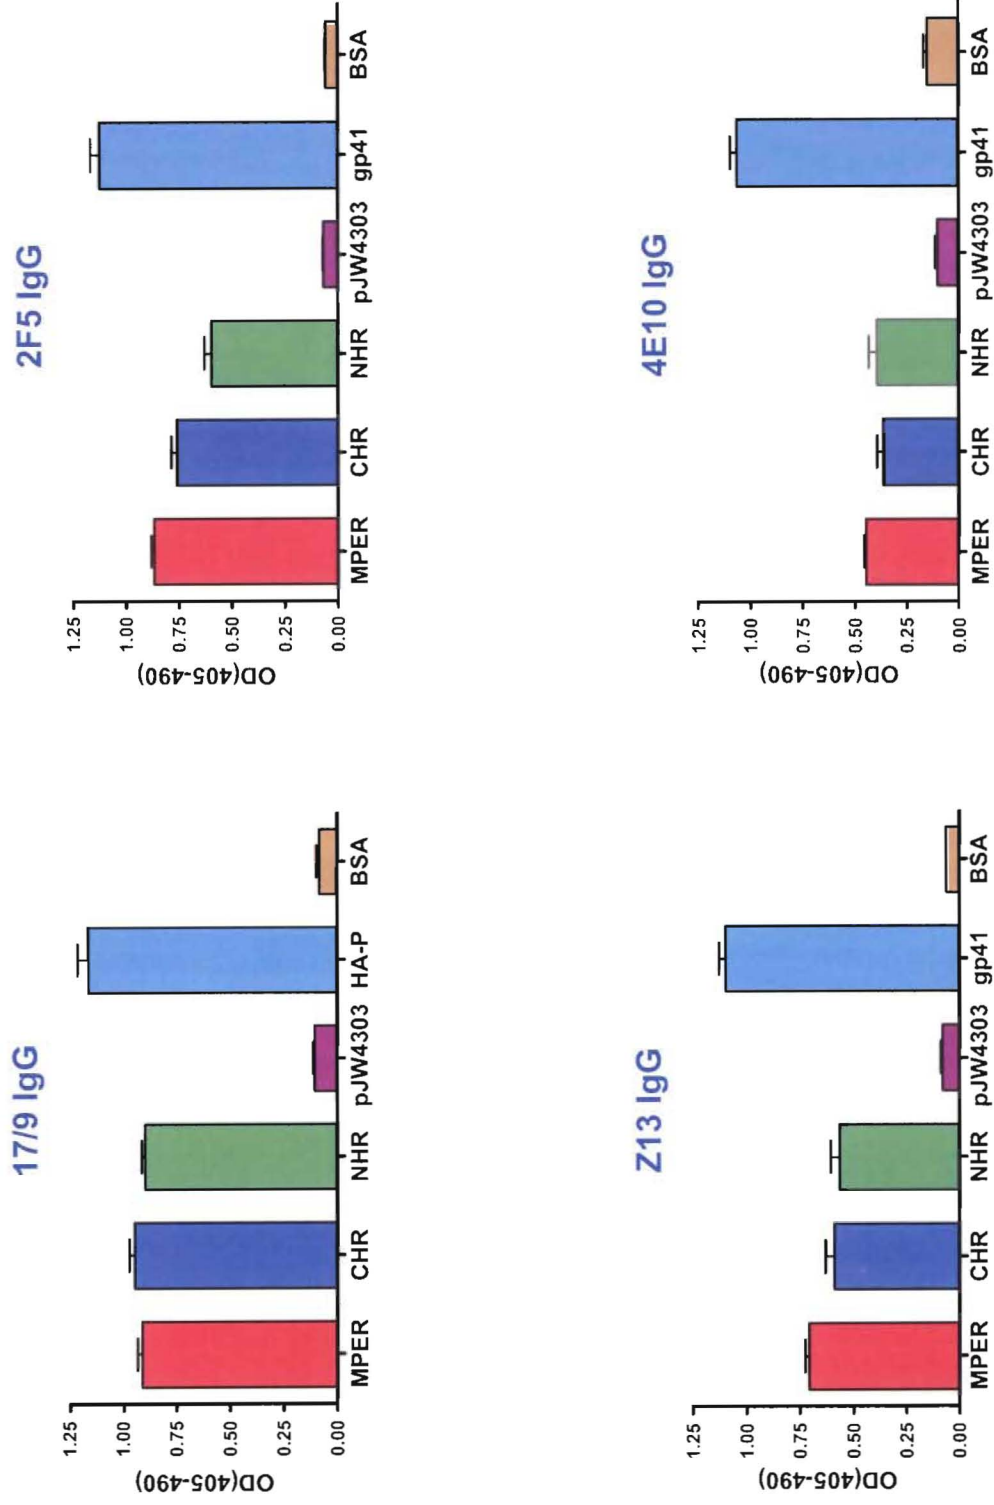 17/9 IgG
OD(405-490)
1.25
1.00
0.75
0.50
0.25
0.00
MPER CHR NHR pJW4303 HA-P BSA
2F5 IgG
OD(405-490)
1.25
1.00
0.75
0.50
0.25
0.00
MPER CHR NHR pJW4303 gp41 BSA
Z13 IgG
OD(405-490)
1.25
1.00
0.75
0.50
0.25
0.00
MPER CHR NHR pJW4303 gp41 BSA
4E10 IgG
OD(405-490)
1.25
1.00
0.75
0.50
0.25
0.00
MPER CHR NHR pJW4303 gp41 BSA